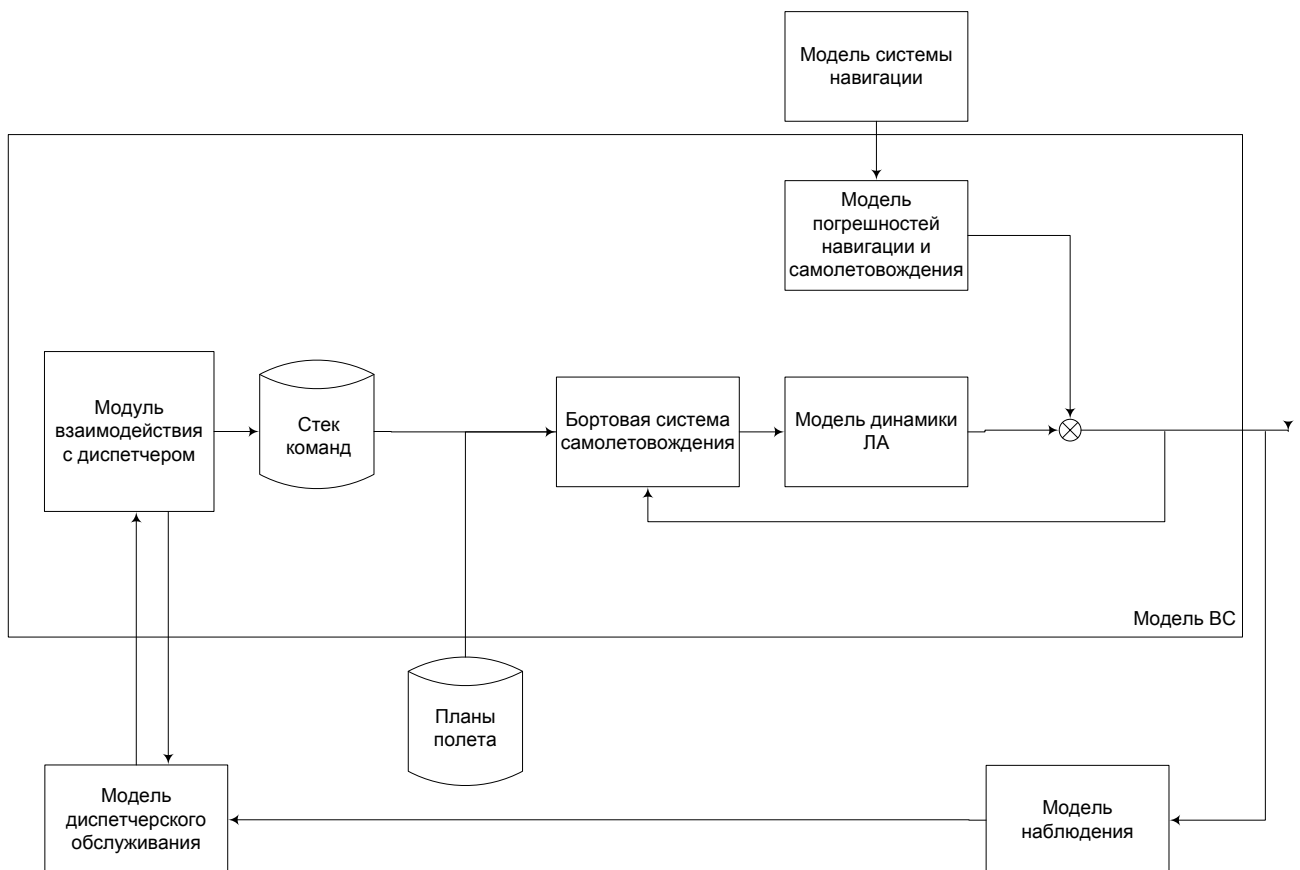 Модель системы
навигации
Модель
погрешностей
навигации и
самолетовождения
Модуль
взаимодействия
с диспетчером
Стек
команд
Бортовая система
самолетовождения
Модель динамики
ЛА
Модель ВС
Планы
полета
Модель
диспетчерского
обслуживания
Модель
наблюдения